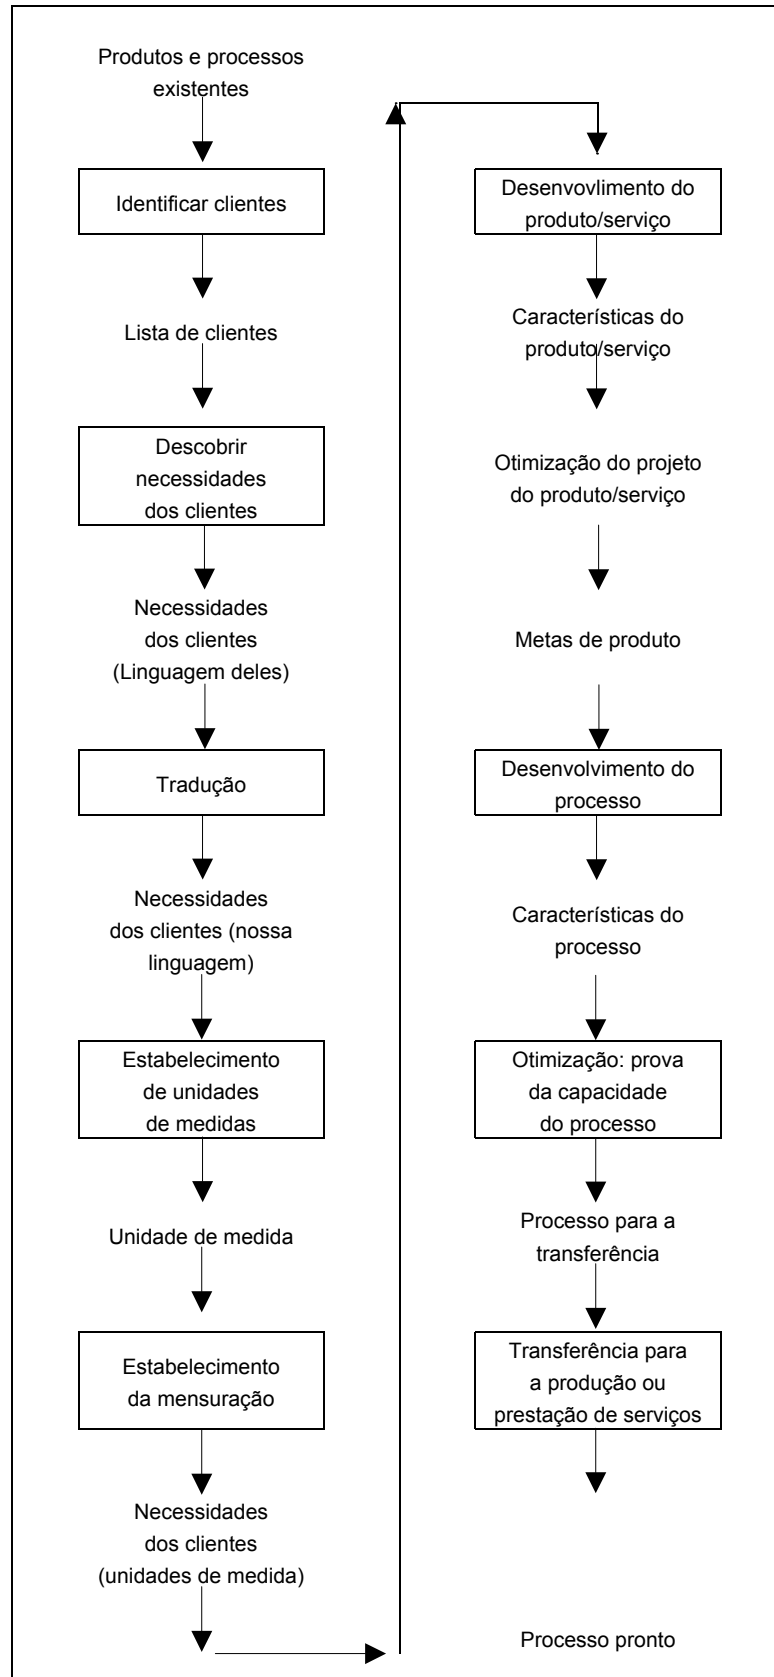 Produtos e processos
existentes
Identificar clientes
Lista de clientes
Descobrir
necessidades
dos clientes
Necessidades
dos clientes
(Linguagem deles)
Tradução
Necessidades
dos clientes (nossa
linguagem)
Estabelecimento
de unidades
de medidas
Unidade de medida
Estabelecimento
da mensuração
Necessidades
dos clientes
(unidades de medida)
Desenvovlimento do
produto/serviço
Características do
produto/serviço
Otimização do projeto
do produto/serviço
Metas de produto
Desenvolvimento do
processo
Características do
processo
Otimização: prova
da capacidade
do processo
Processo para a
transferência
Transferência para
a produção ou
prestação de serviços
Processo pronto